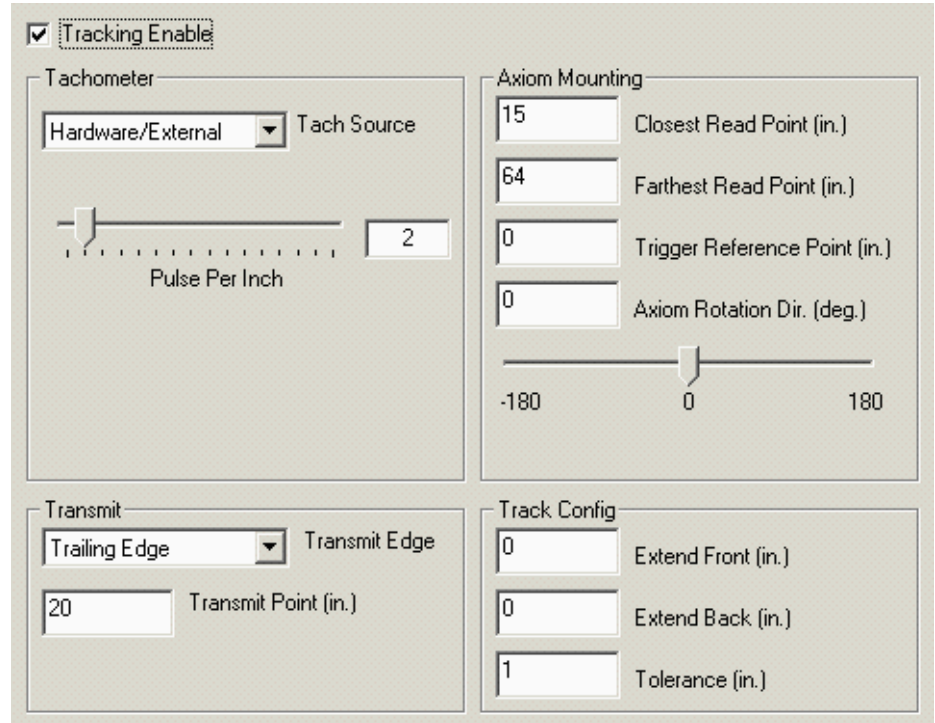 Tracking Enable
Tachometer
Hardware/External
Tach Source
2
Pulse Per Inch
Axiom Mounting
15
Closest Read Point (in.)
64
Farthest Read Point (in.)
0
Trigger Reference Point (in.)
0
Axiom Rotation Dir. (deg.)
-180 0 180
Transmit
Trailing Edge
Transmit Edge
20
Transmit Point (in.)
Track Config
0
Extend Front (in.)
0
Extend Back (in.)
1
Tolerance (in.)